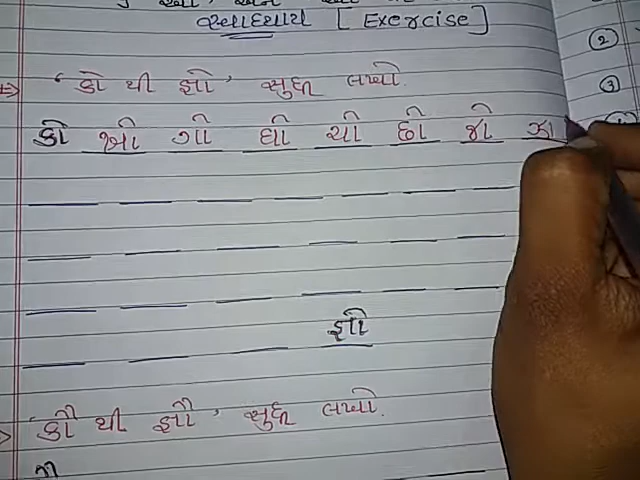 સ્વાધ્યાય [ Exercise ]
⇒ ‘ કો થી જ્ઞો ’ સુધી લખો.
કો ખો ગો ઘો ચો છો જો ઝા
જ્ઞો
‘ કૌ થી જ્ઞૌ ’ સુધી લખો.